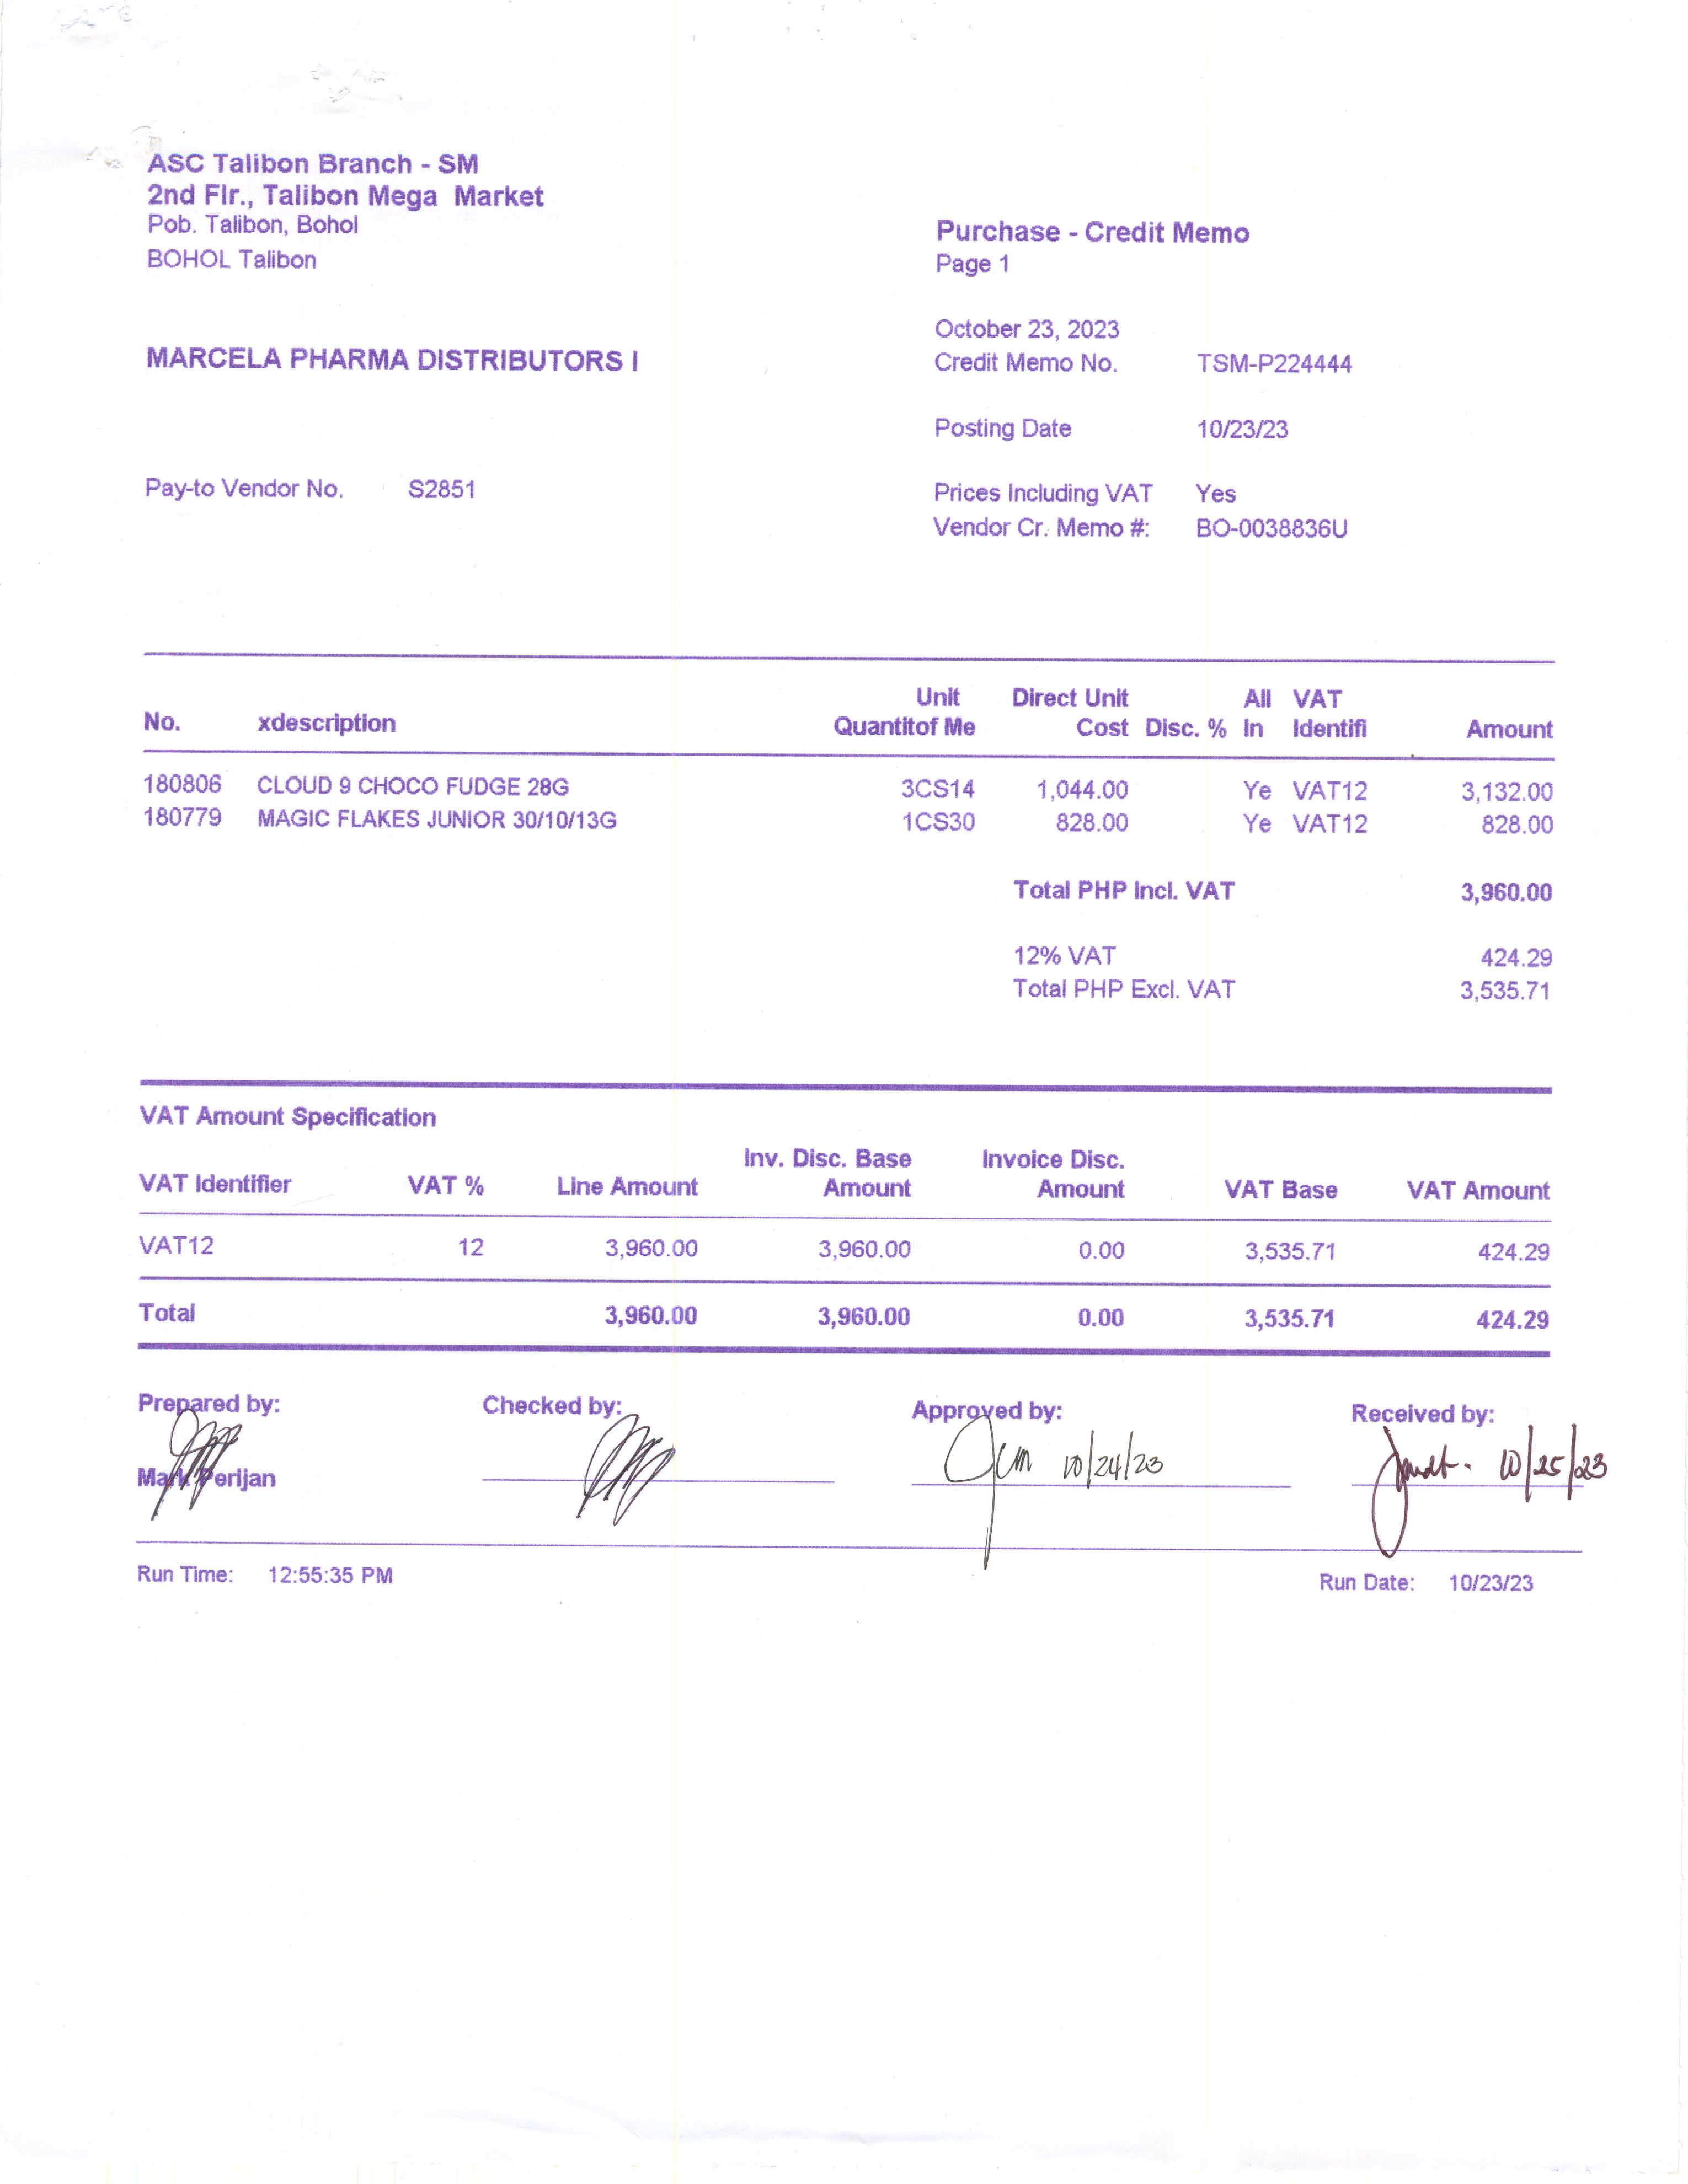 ASC Talibon Branch - SM
2nd Flr., Talibon Mega Market
Pob. Talibon, Bohol
BOHOL Talibon
Purchase - Credit Memo
Page 1
October 23, 2023
MARCELA PHARMA DISTRIBUTORS I
Credit Memo No. TSM-P224444
Posting Date 10/23/23
Pay-to Vendor No. S2851
Prices Including VAT Yes
Vendor Cr. Memo #: BO-0038836U
Unit Direct Unit All VAT
No. xdescription Quantitof Me Cost Disc. % In Identifi Amount
180806 CLOUD 9 CHOCO FUDGE 28G 3CS14 1,044.00 Ye VAT12 3,132.00
180779 MAGIC FLAKES JUNIOR 30/10/13G 1CS30 828.00 Ye VAT12 828.00
Total PHP Incl. VAT 3,960.00
12% VAT 424.29
Total PHP Excl. VAT 3,535.71
VAT Amount Specification
Inv. Disc. Base Invoice Disc.
VAT Identifier VAT % Line Amount Amount Amount VAT Base VAT Amount
VAT12 12 3,960.00 3,960.00 0.00 3,535.71 424.29
Total 3,960.00 3,960.00 0.00 3,535.71 424.29
Prepared by: Checked by: Approved by: Received by:
Mark Perijan 10/24/23 10/25/23
Run Time: 12:55:35 PM Run Date: 10/23/23